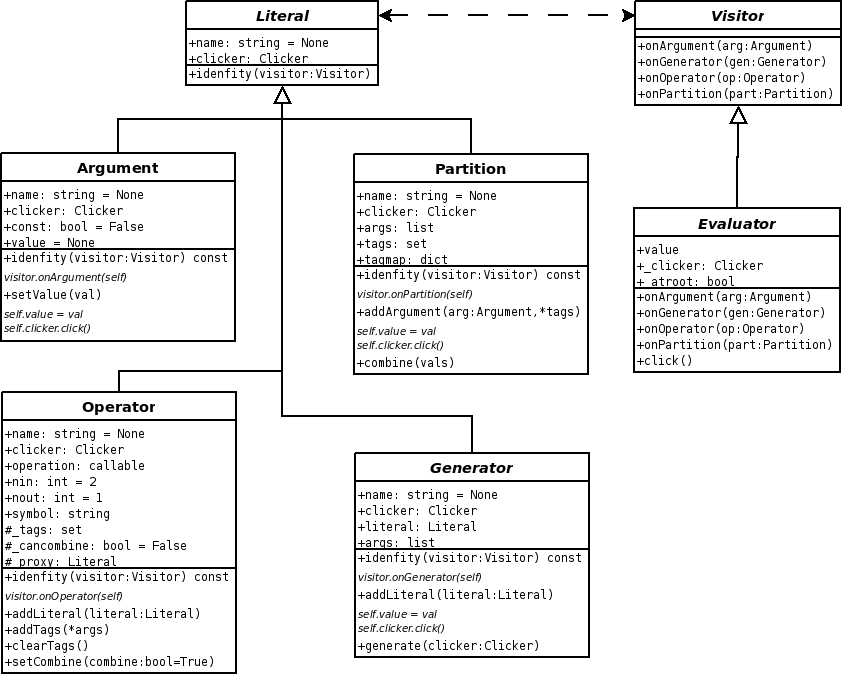 Literal
+name: string = None
+clicker: Clicker
+idenfity(visitor:Visitor)
Visitor
+onArgument(arg:Argument)
+onGenerator(gen:Generator)
+onOperator(op:Operator)
+onPartition(part:Partition)
Argument
+name: string = None
+clicker: Clicker
+const: bool = False
+value = None
+idenfity(visitor:Visitor) const
visitor.onArgument(self)
+setValue(val)
self.value = val
self.clicker.click()
Partition
+name: string = None
+clicker: Clicker
+args: list
+tags: set
+tagmap: dict
+idenfity(visitor:Visitor) const
visitor.onPartition(self)
+addArgument(arg:Argument,*tags)
self.value = val
self.clicker.click()
+combine(vals)
Evaluator
+value
+_clicker: Clicker
+_atroot: bool
+onArgument(arg:Argument)
+onGenerator(gen:Generator)
+onOperator(op:Operator)
+onPartition(part:Partition)
+click()
Operator
+name: string = None
+clicker: Clicker
+operation: callable
+nin: int = 2
+nout: int = 1
+symbol: string
#_tags: set
#_cancombine: bool = False
#_proxy: Literal
+idenfity(visitor:Visitor) const
visitor.onOperator(self)
+addLiteral(literal:Literal)
+addTags(*args)
+clearTags()
+setCombine(combine:bool=True)
Generator
+name: string = None
+clicker: Clicker
+literal: Literal
+args: list
+idenfity(visitor:Visitor) const
visitor.onGenerator(self)
+addLiteral(literal:Literal)
self.value = val
self.clicker.click()
+generate(clicker:Clicker)